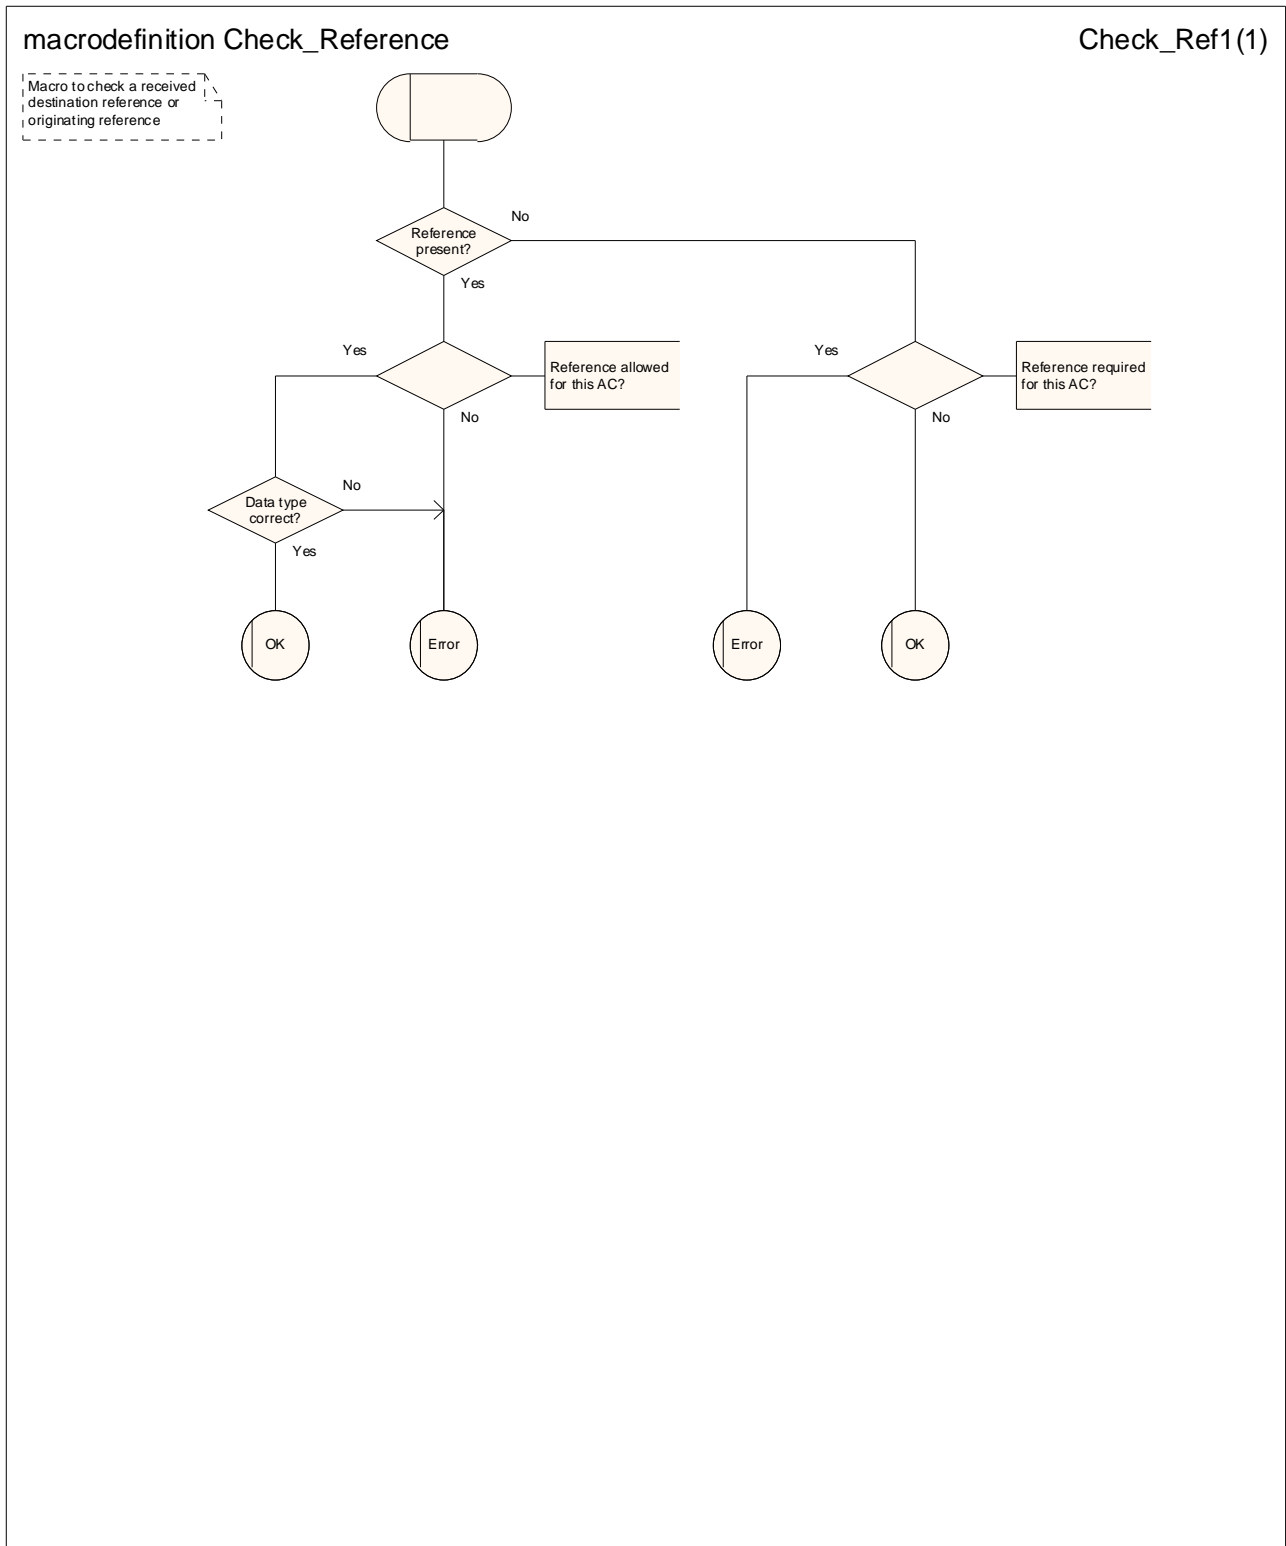 macrodefinition Check_Reference
Check_Ref1(1)
Macro to check a received
destination reference or
originating reference
No
Reference
present?
Yes
Yes
Reference allowed
for this AC?
No
Yes
Reference required
for this AC?
No
Data type
correct?
No
Yes
OK
Error
Error
OK